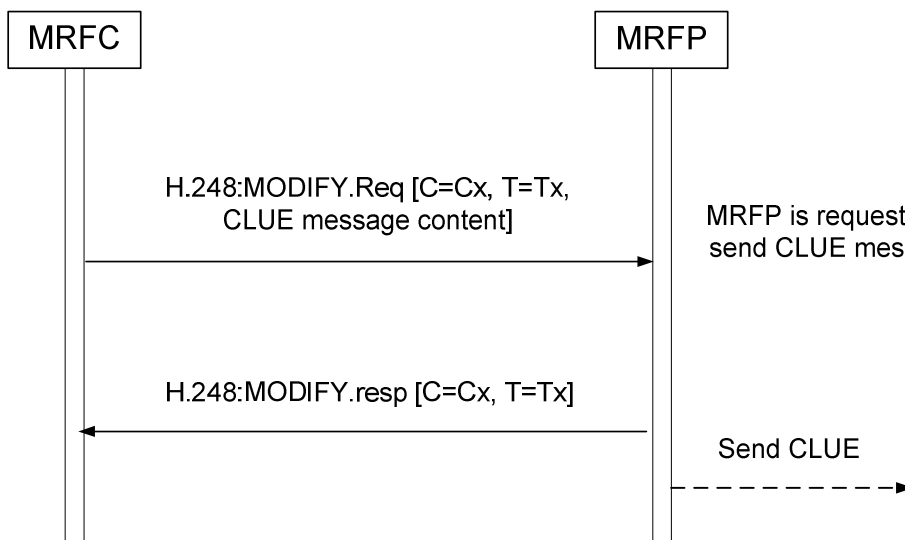 MRFC
MRFP
H.248:MODIFY.Req [C=Cx, T=Tx,
CLUE message content]
MRFP is request
send CLUE mes
H.248:MODIFY.resp [C=Cx, T=Tx]
Send CLUE